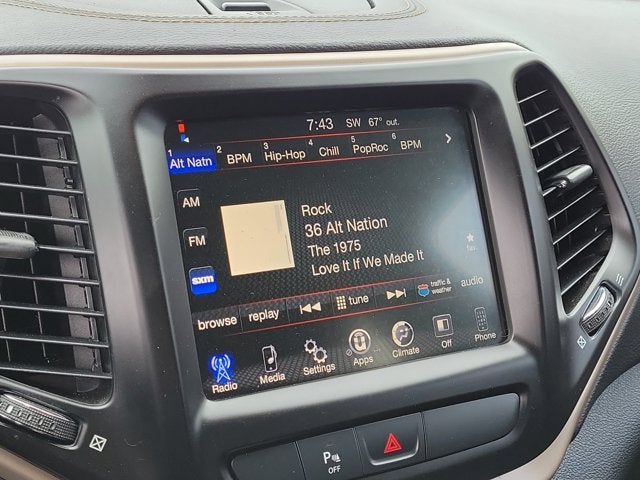 7:43 SW 67° out.
1 Alt Natn 2 BPM 3 Hip-Hop 4 Chill 5 PopRoc 6 BPM
AM
FM
sxm
Rock
36 Alt Nation
The 1975
Love It If We Made It
fav.
browse replay tune traffic & weather audio
Radio Media Settings Apps Climate Off Phone
P OFF